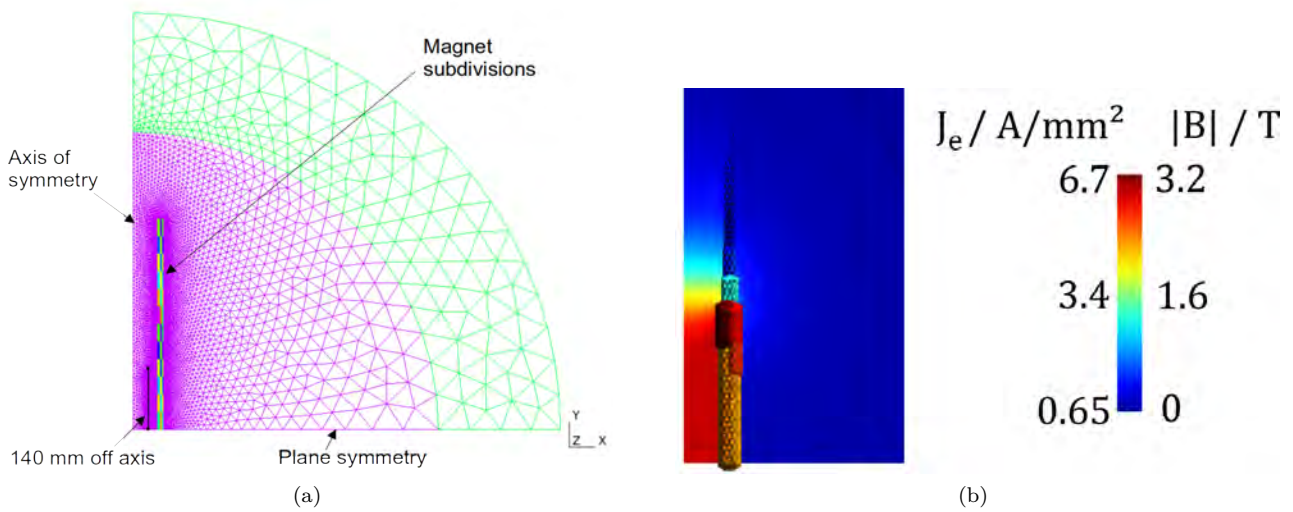 Magnet
subdivisions
Axis of
symmetry
140 mm off axis
Plane symmetry
Y
Z X
(a)
J_e / A/mm² |B| / T
6.7 3.2
3.4 1.6
0.65 0
(b)